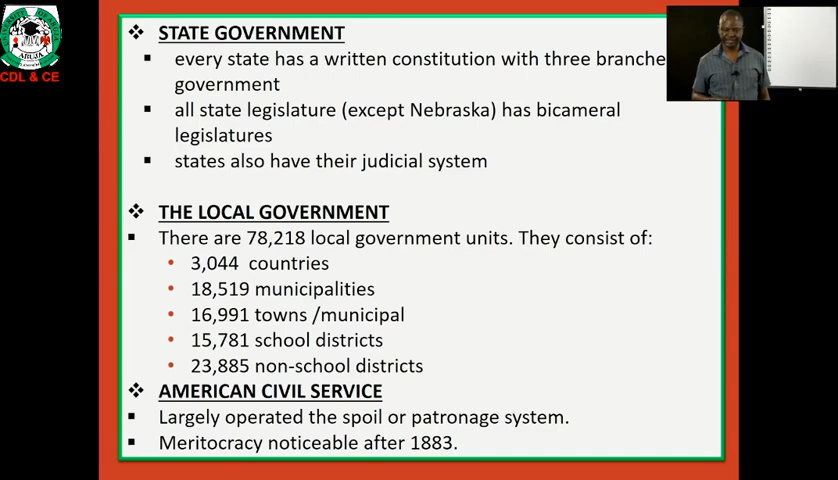 CDL & CE
❖ STATE GOVERNMENT
▪ every state has a written constitution with three branche
government
▪ all state legislature (except Nebraska) has bicameral
legislatures
▪ states also have their judicial system
❖ THE LOCAL GOVERNMENT
▪ There are 78,218 local government units. They consist of:
• 3,044 countries
• 18,519 municipalities
• 16,991 towns /municipal
• 15,781 school districts
• 23,885 non-school districts
❖ AMERICAN CIVIL SERVICE
▪ Largely operated the spoil or patronage system.
▪ Meritocracy noticeable after 1883.